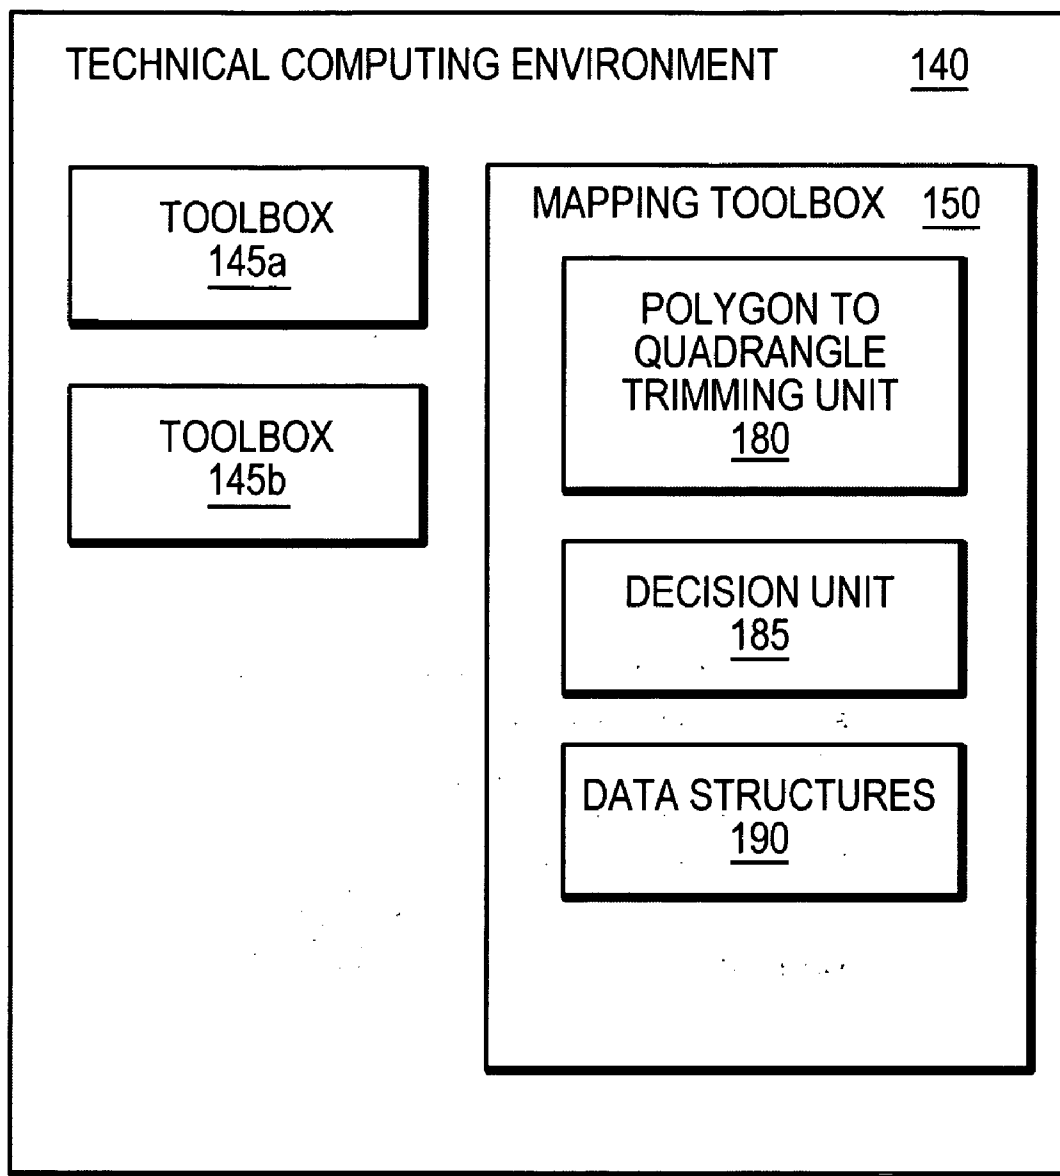 TECHNICAL COMPUTING ENVIRONMENT 140
TOOLBOX
145a
TOOLBOX
145b
MAPPING TOOLBOX 150
POLYGON TO
QUADRANGLE
TRIMMING UNIT
180
DECISION UNIT
185
DATA STRUCTURES
190